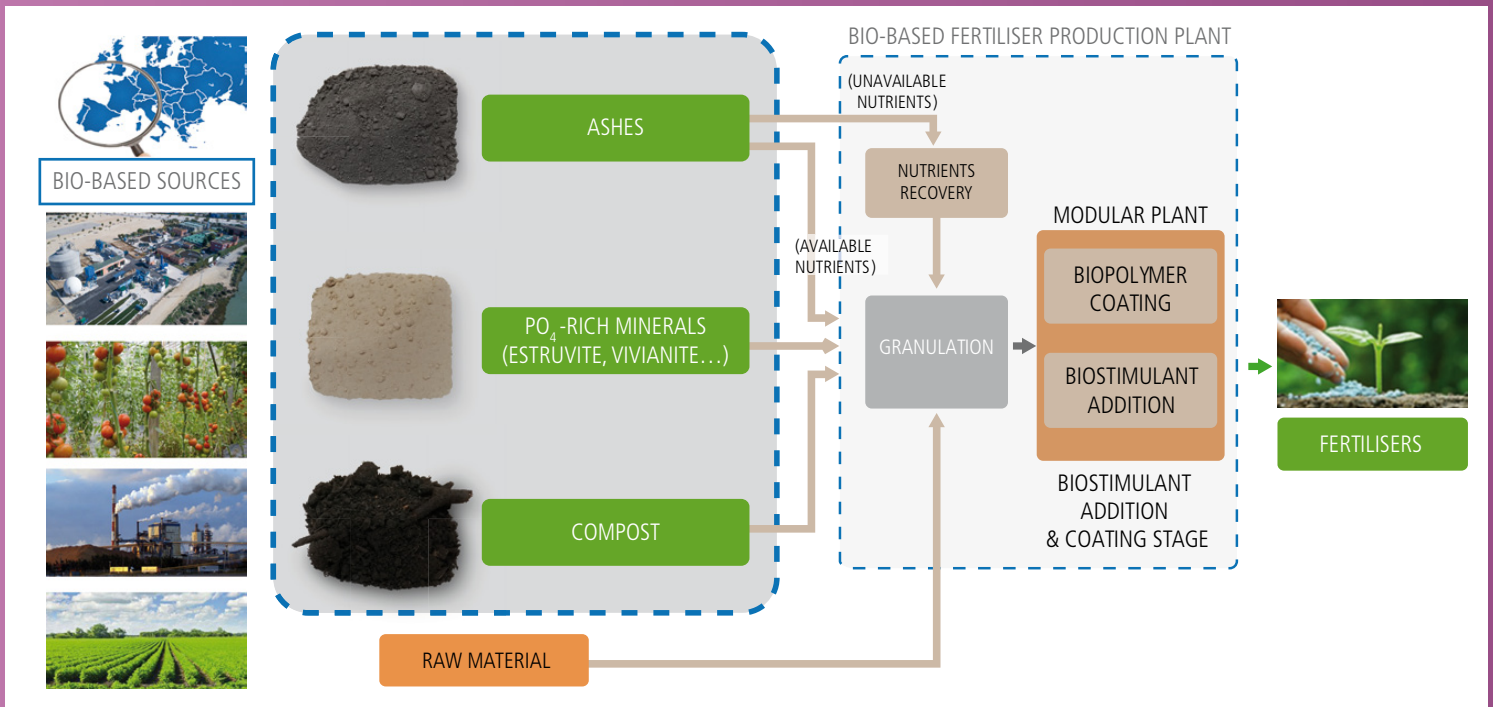 BIO-BASED FERTILISER PRODUCTION PLANT
BIO-BASED SOURCES
ASHES
PO4-RICH MINERALS
(ESTRUVITE, VIVIANITE…)
COMPOST
RAW MATERIAL
(UNAVAILABLE
NUTRIENTS)
(AVAILABLE
NUTRIENTS)
NUTRIENTS
RECOVERY
GRANULATION
MODULAR PLANT
BIOPOLYMER
COATING
BIOSTIMULANT
ADDITION
BIOSTIMULANT
ADDITION
& COATING STAGE
FERTILISERS